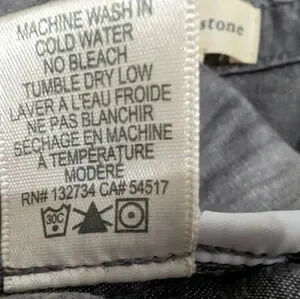 MACHINE WASH IN
COLD WATER
NO BLEACH
TUMBLE DRY LOW
LAVER A L'EAU FROIDE
NE PAS BLANCHIR
SÉCHAGE EN MACHINE
À TEMPÉRATURE
MODÉRÉ
RN# 132734 CA# 54517
30C
stone